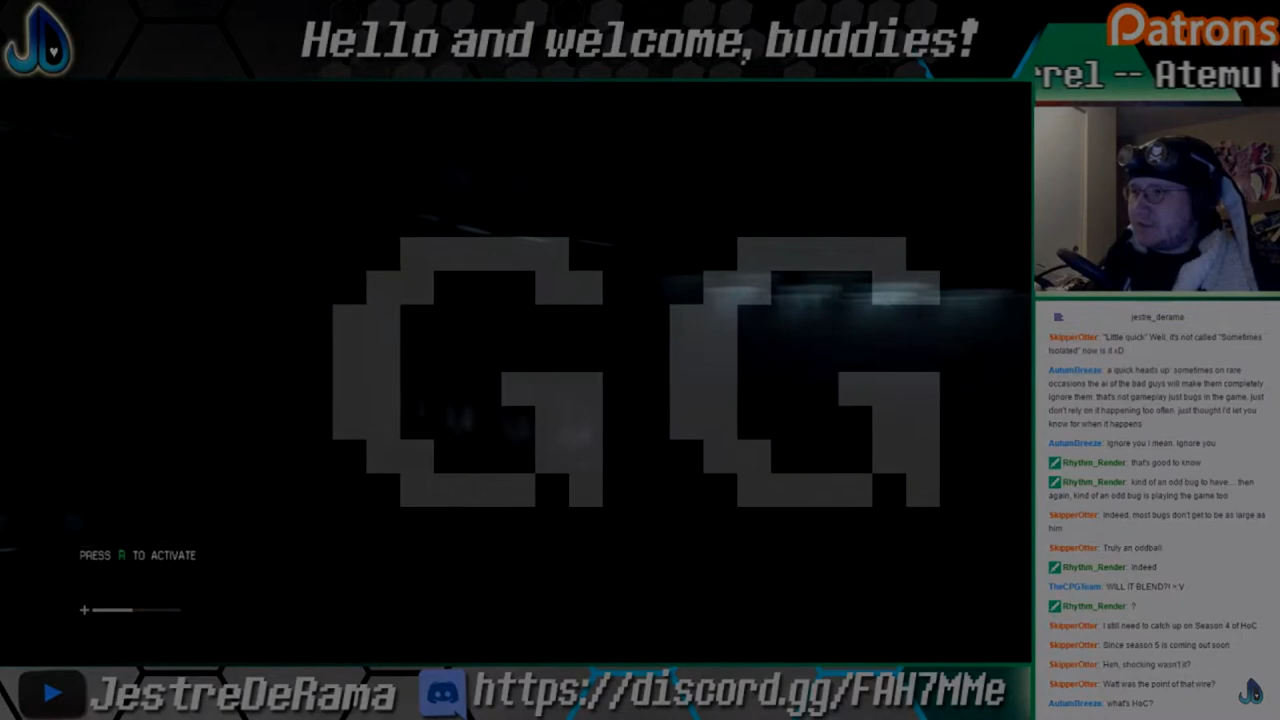 Hello and welcome, buddies!
Patrons
rrel -- Atemu M
GG
PRESS A TO ACTIVATE
jestre_derama
SkipperOtter: "Little quick" Well, it's not called "Sometimes
Isolated" now is it xD
AutumBreeze: a quick heads up: sometimes on rare
occasions the ai of the bad guys will make them completely
ignore them. that's not gameplay just bugs in the game, just
don't rely on it happening too often. just thought I'd let you
know for when it happens
AutumBreeze: Ignore you I mean. Ignore you
Rhythm_Render: that's good to know
Rhythm_Render: kind of an odd bug to have... then
again, kind of an odd bug is playing the game too
SkipperOtter: Indeed, most bugs don't get to be as large as
him
SkipperOtter: Truly an oddball
Rhythm_Render: indeed
TheCPGTeam: WILL IT BLEND?! >:V
Rhythm_Render: ?
SkipperOtter: I still need to catch up on Season 4 of HoC
SkipperOtter: Since season 5 is coming out soon
SkipperOtter: Heh, shocking wasn't it?
SkipperOtter: Watt was the point of that wire?
AutumBreeze: what's HoC?
JestreDeRama
https://discord.gg/FAH7MMe